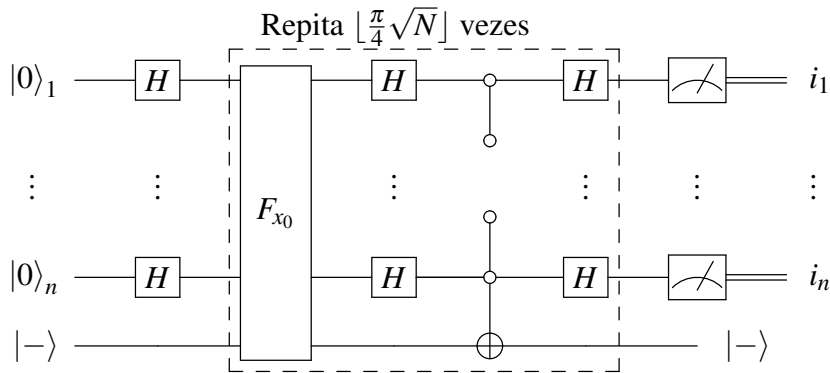 Repita ⌊π/4 √N⌋ vezes
|0⟩₁ H H H i₁
⋮ ⋮ ⋮ ⋮ ⋮ ⋮
F_{x₀}
|0⟩ₙ H H H iₙ
|−⟩ |−⟩